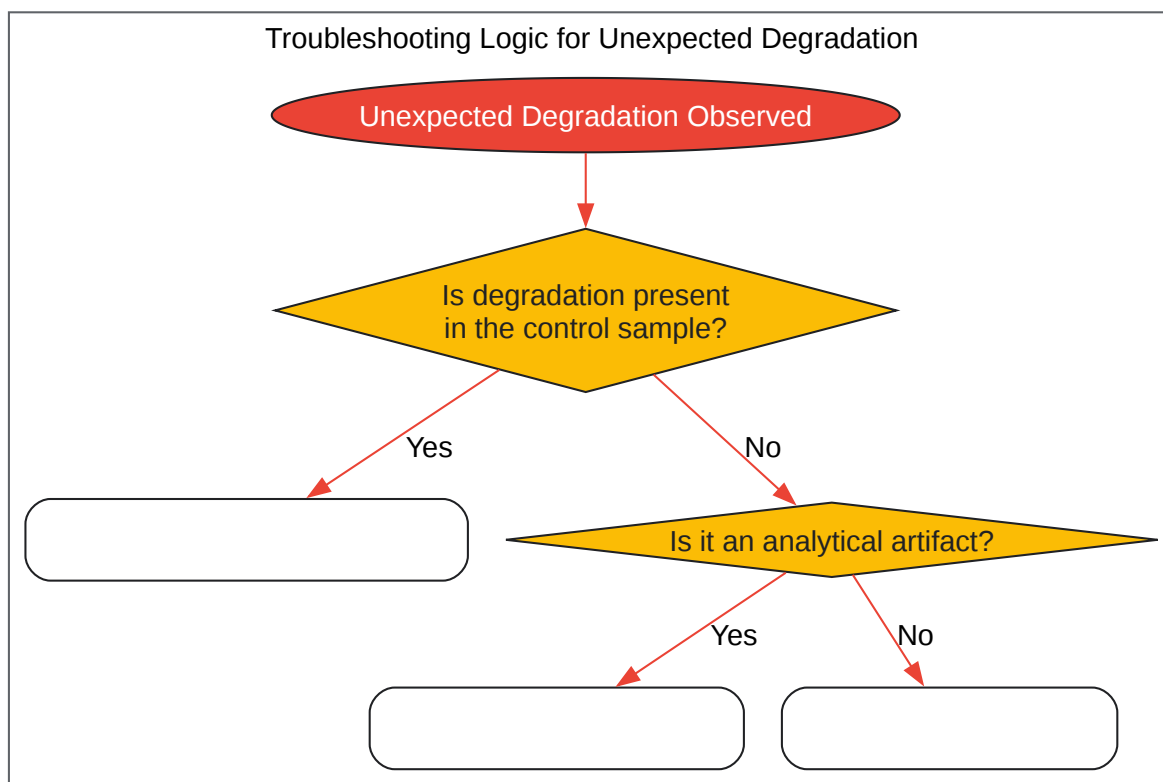 Troubleshooting Logic for Unexpected Degradation
Unexpected Degradation Observed
Is degradation present
in the control sample?
Yes
No
Is it an analytical artifact?
Yes
No